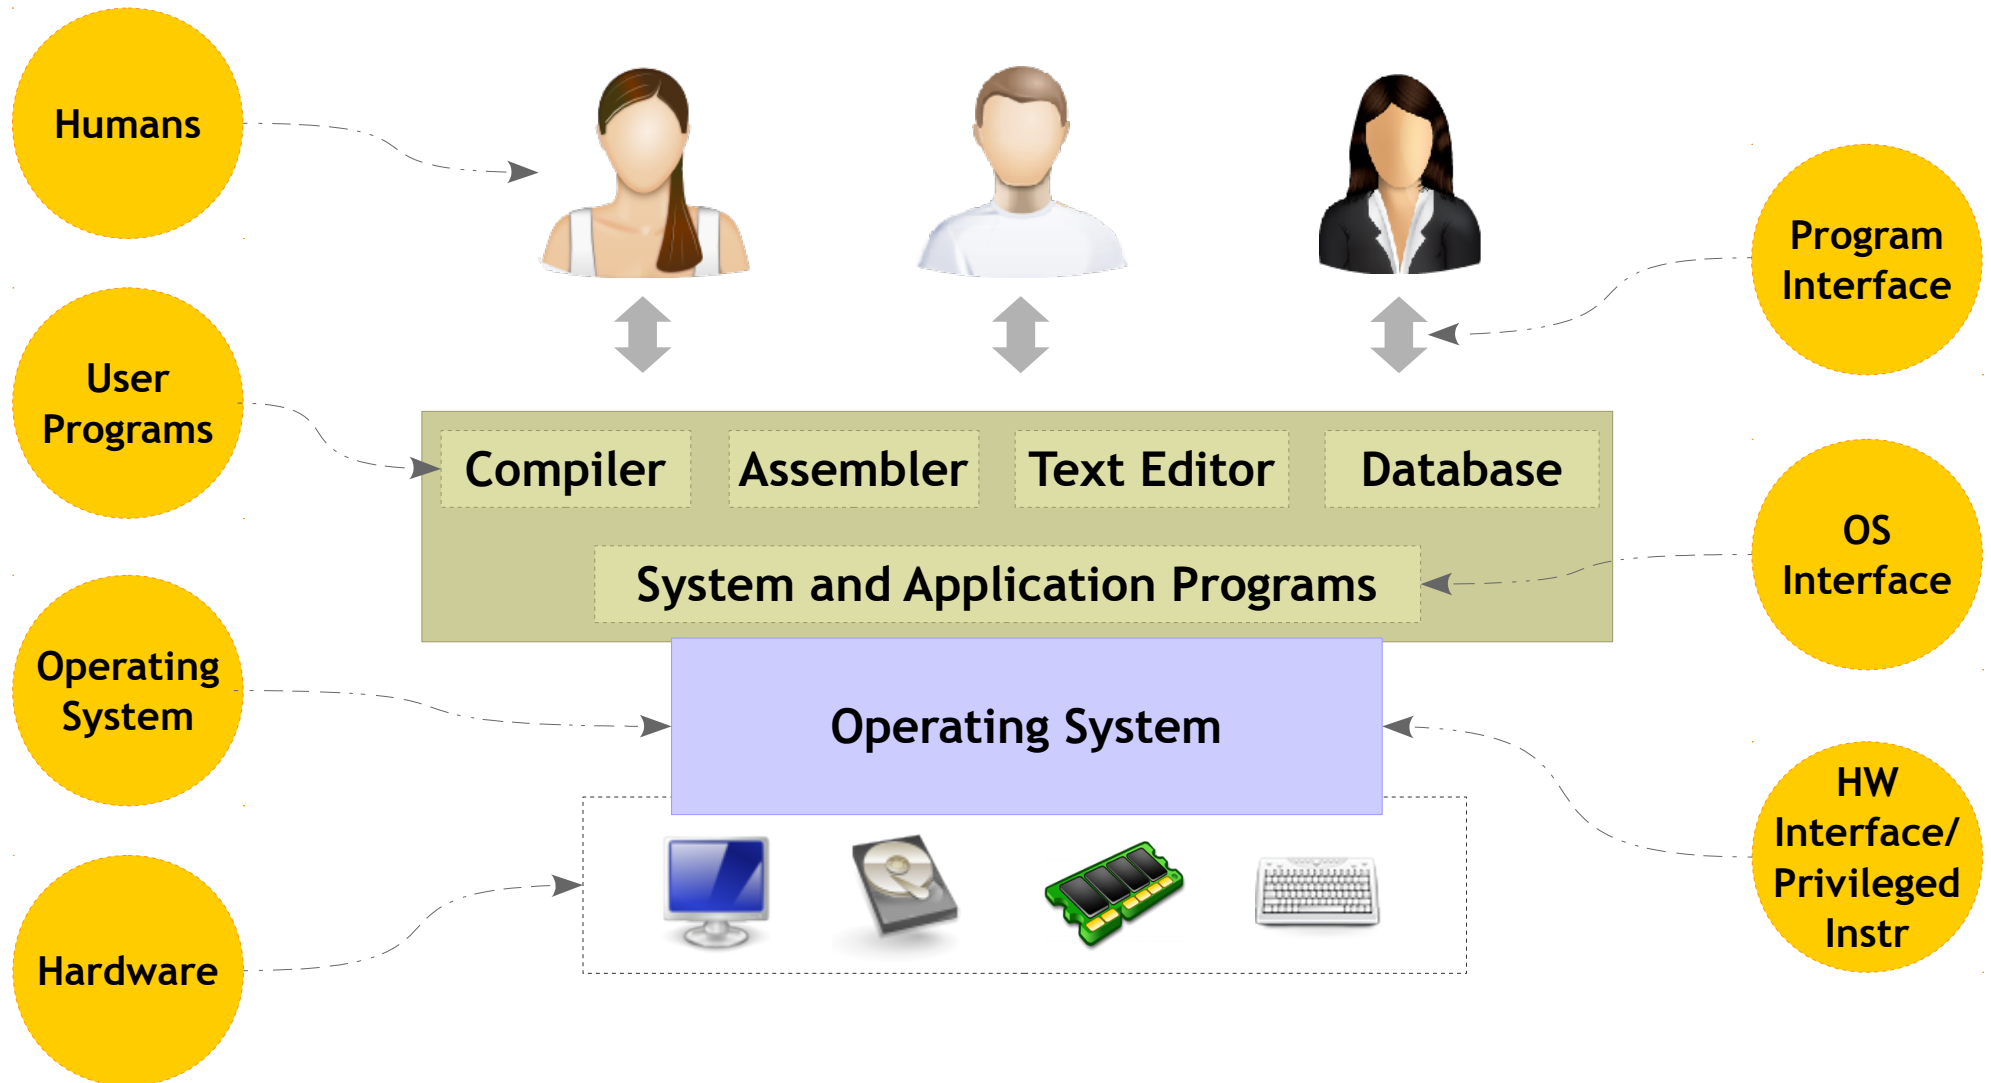 Humans
Program
Interface
User
Programs
Compiler
Assembler
Text Editor
Database
OS
Interface
System and Application Programs
Operating
System
Operating System
HW
Interface/
Privileged
Instr
Hardware